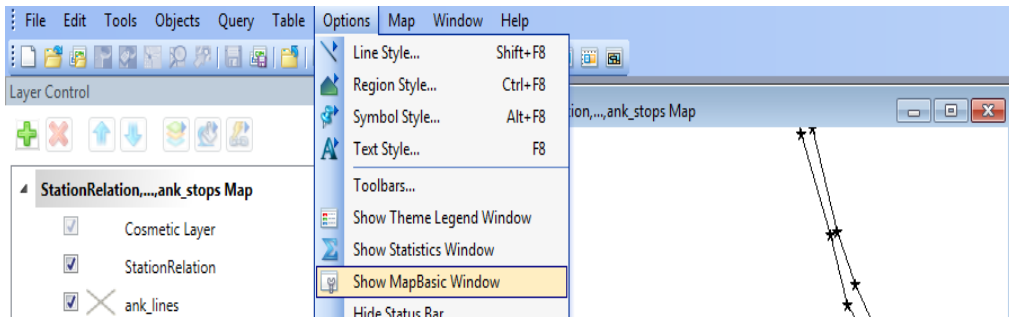 File Edit Tools Objects Query Table Options Map Window Help
Layer Control
StationRelation,...,ank_stops Map
Cosmetic Layer
StationRelation
ank_lines
Line Style... Shift+F8
Region Style... Ctrl+F8
Symbol Style... Alt+F8
Text Style... F8
Toolbars...
Show Theme Legend Window
Show Statistics Window
Show MapBasic Window
Hide Status Bar
ion,...,ank_stops Map